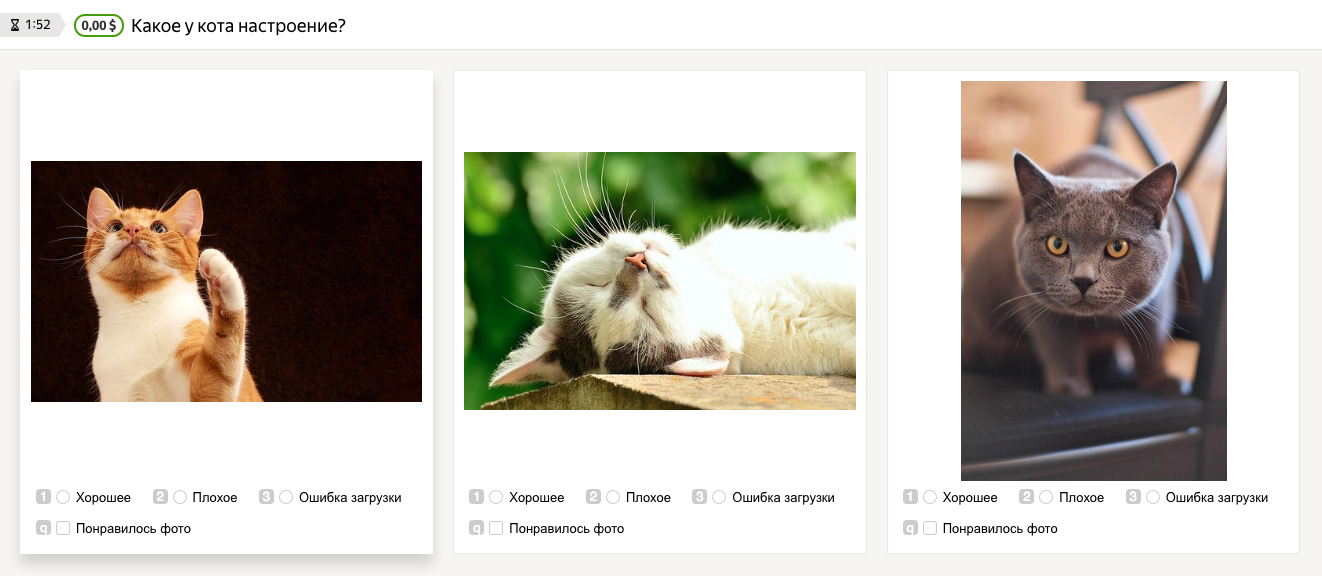 1:52 0,00 $ Какое у кота настроение?
1 Хорошее 2 Плохое 3 Ошибка загрузки
q Понравилось фото
1 Хорошее 2 Плохое 3 Ошибка загрузки
q Понравилось фото
1 Хорошее 2 Плохое 3 Ошибка загрузки
q Понравилось фото